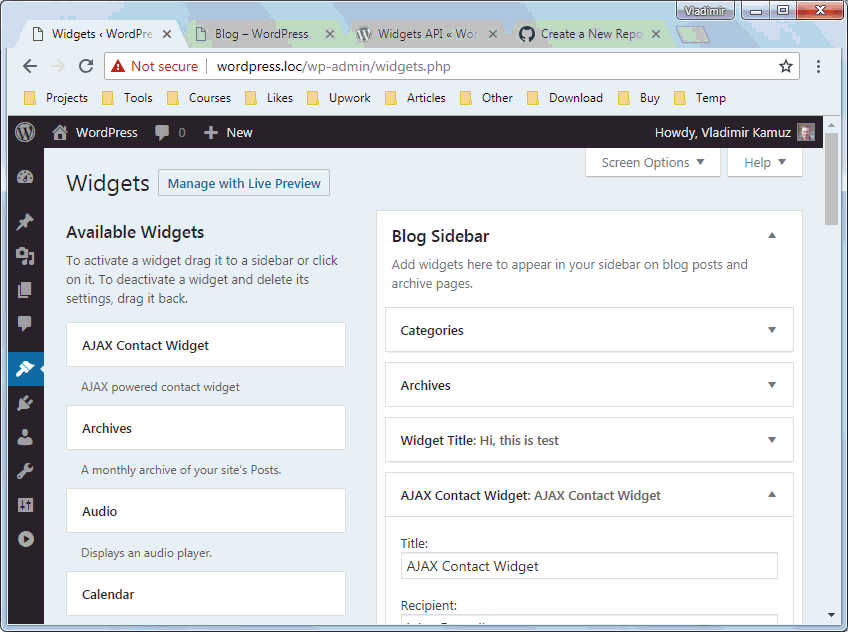 Vladimir
Widgets ‹ WordPre
Blog – WordPress
Widgets API « Wor
Create a New Repo
Not secure
wordpress.loc/wp-admin/widgets.php
Projects
Tools
Courses
Likes
Upwork
Articles
Other
Download
Buy
Temp
WordPress
0
New
Howdy, Vladimir Kamuz
Screen Options
Help
Widgets
Manage with Live Preview
Available Widgets
To activate a widget drag it to a sidebar or click
on it. To deactivate a widget and delete its
settings, drag it back.
AJAX Contact Widget
AJAX powered contact widget
Archives
A monthly archive of your site's Posts.
Audio
Displays an audio player.
Calendar
Blog Sidebar
Add widgets here to appear in your sidebar on blog posts and
archive pages.
Categories
Archives
Widget Title: Hi, this is test
AJAX Contact Widget: AJAX Contact Widget
Title:
AJAX Contact Widget
Recipient: